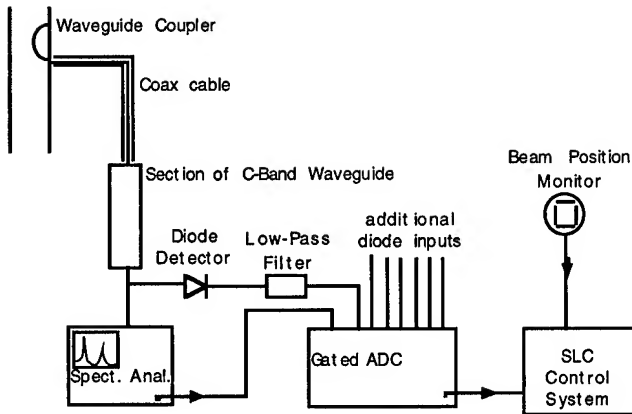 Waveguide Coupler
Coax cable
Section of C-Band Waveguide
Beam Position
Monitor
additional
diode inputs
Diode
Detector
Low-Pass
Filter
Spect. Anal.
Gated ADC
SLC
Control
System